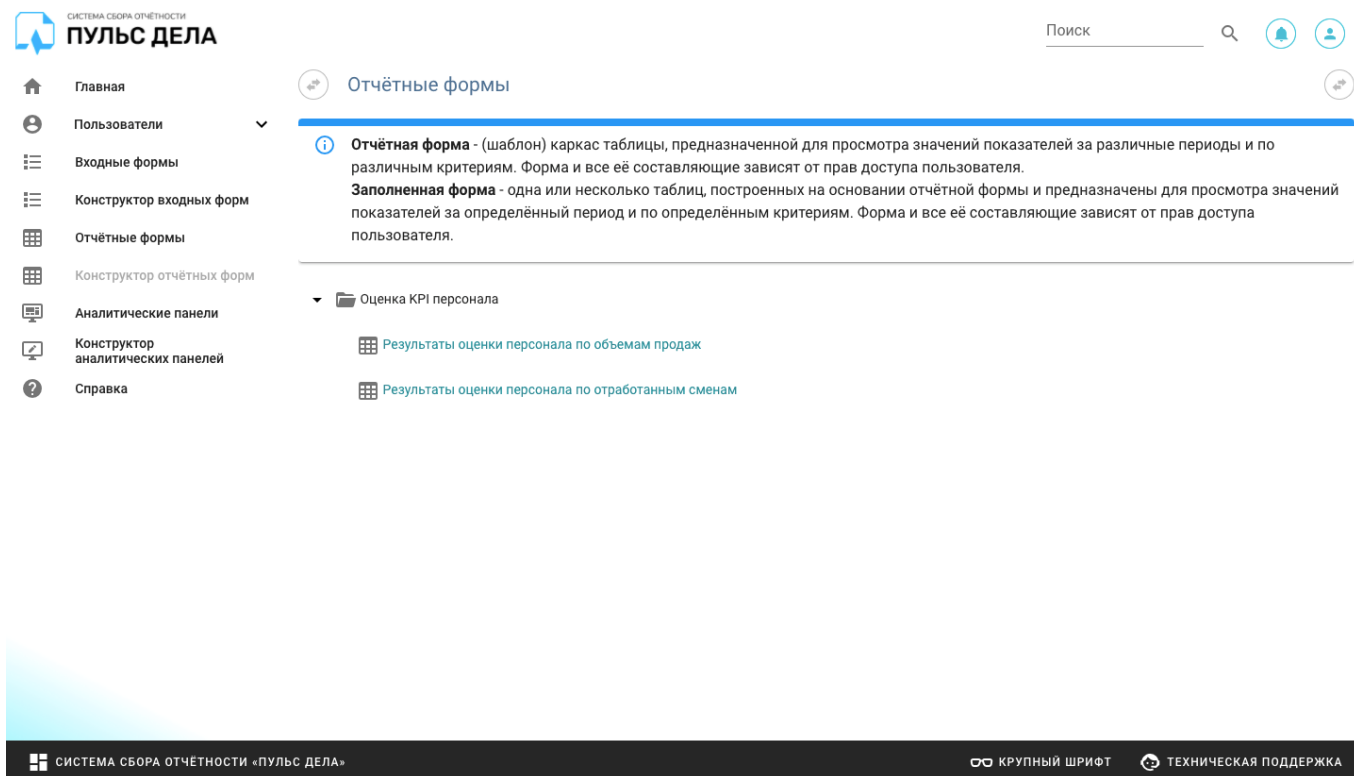 СИСТЕМА СБОРА ОТЧЁТНОСТИ
ПУЛЬС ДЕЛА
Поиск
Главная
Пользователи
Входные формы
Конструктор входных форм
Отчётные формы
Конструктор отчётных форм
Аналитические панели
Конструктор
аналитических панелей
Справка
Отчётные формы
Отчётная форма - (шаблон) каркас таблицы, предназначенной для просмотра значений показателей за различные периоды и по
различным критериям. Форма и все её составляющие зависят от прав доступа пользователя.
Заполненная форма - одна или несколько таблиц, построенных на основании отчётной формы и предназначены для просмотра значений
показателей за определённый период и по определённым критериям. Форма и все её составляющие зависят от прав доступа
пользователя.
Оценка KPI персонала
Результаты оценки персонала по объемам продаж
Результаты оценки персонала по отработанным сменам
СИСТЕМА СБОРА ОТЧЁТНОСТИ «ПУЛЬС ДЕЛА»
КРУПНЫЙ ШРИФТ
ТЕХНИЧЕСКАЯ ПОДДЕРЖКА